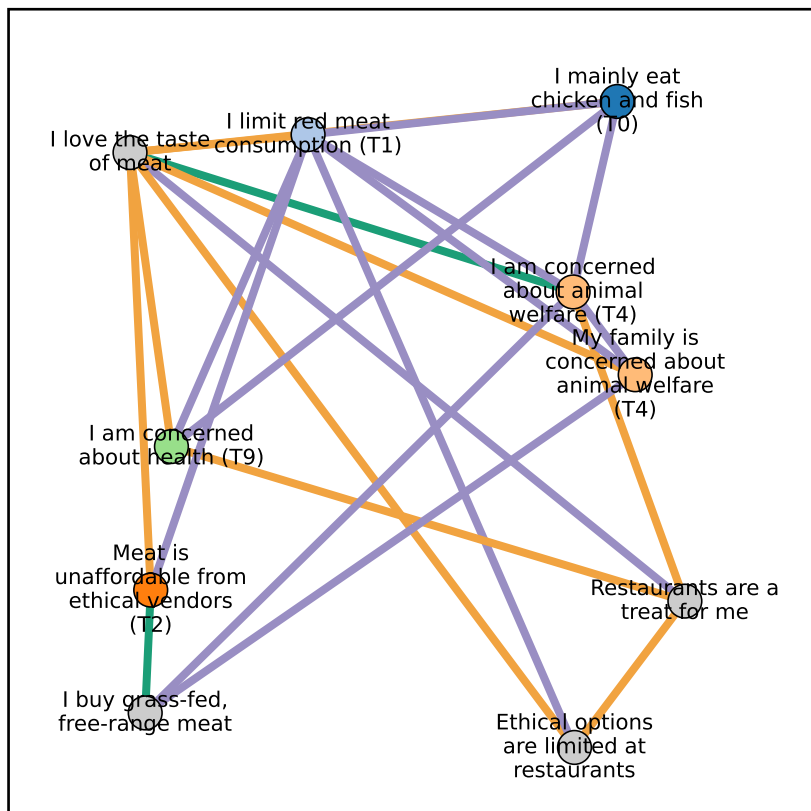 I mainly eat
chicken and fish
(T0)
I limit red meat
consumption (T1)
I love the taste
of meat
I am concerned
about animal
welfare (T4)
My family is
concerned about
animal welfare
(T4)
I am concerned
about health (T9)
Meat is
unaffordable from
ethical vendors
(T2)
Restaurants are a
treat for me
I buy grass-fed,
free-range meat
Ethical options
are limited at
restaurants